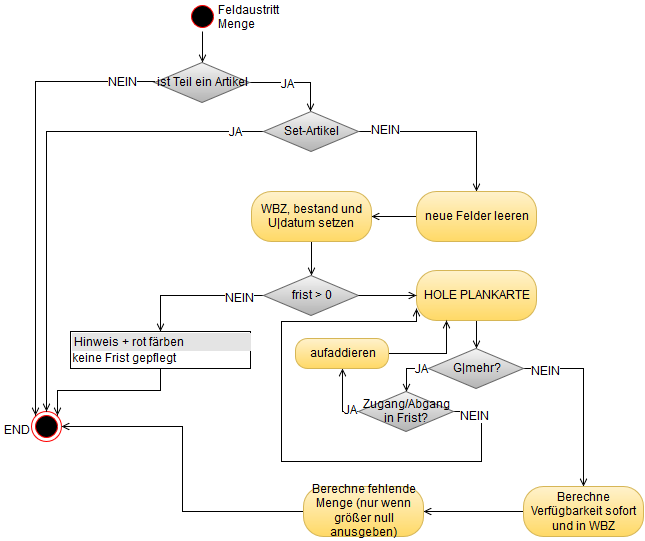 Feldaustritt
Menge
ist Teil ein Artikel
NEIN
JA
Set-Artikel
JA
NEIN
WBZ, bestand und
U|datum setzen
neue Felder leeren
frist > 0
NEIN
HOLE PLANKARTE
Hinweis + rot färben
keine Frist gepflegt
aufaddieren
G|mehr?
JA
NEIN
Zugang/Abgang
in Frist?
JA
NEIN
END
Berechne fehlende
Menge (nur wenn
größer null
anusgeben)
Berechne
Verfügbarkeit sofort
und in WBZ